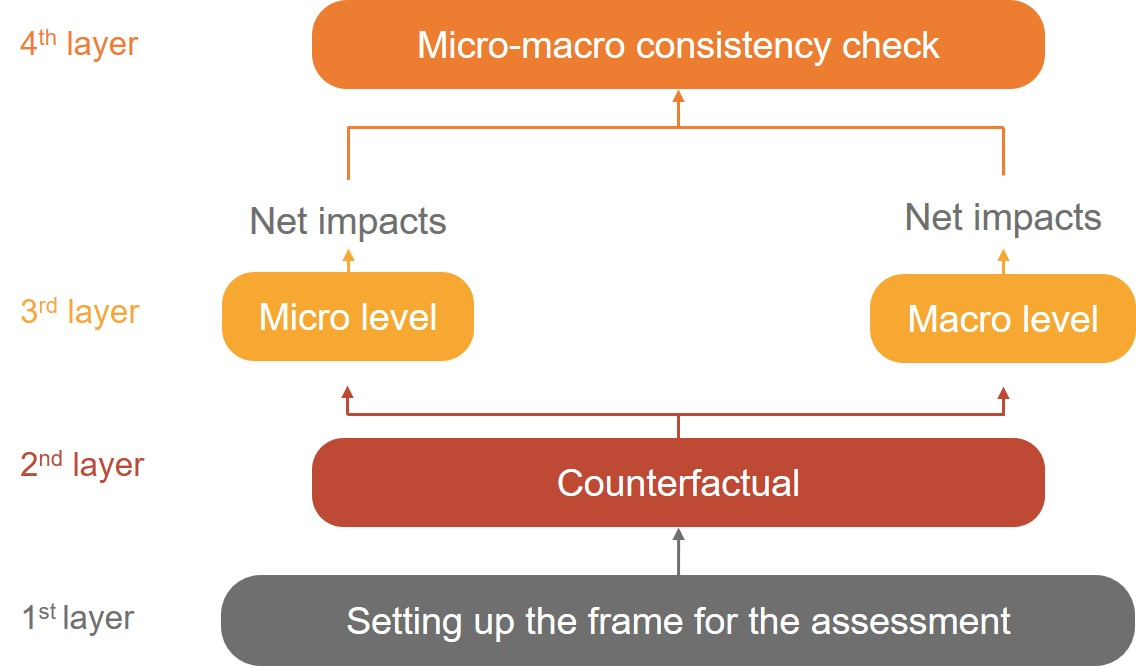 4th layer
Micro-macro consistency check
Net impacts
Net impacts
3rd layer
Micro level
Macro level
2nd layer
Counterfactual
1st layer
Setting up the frame for the assessment